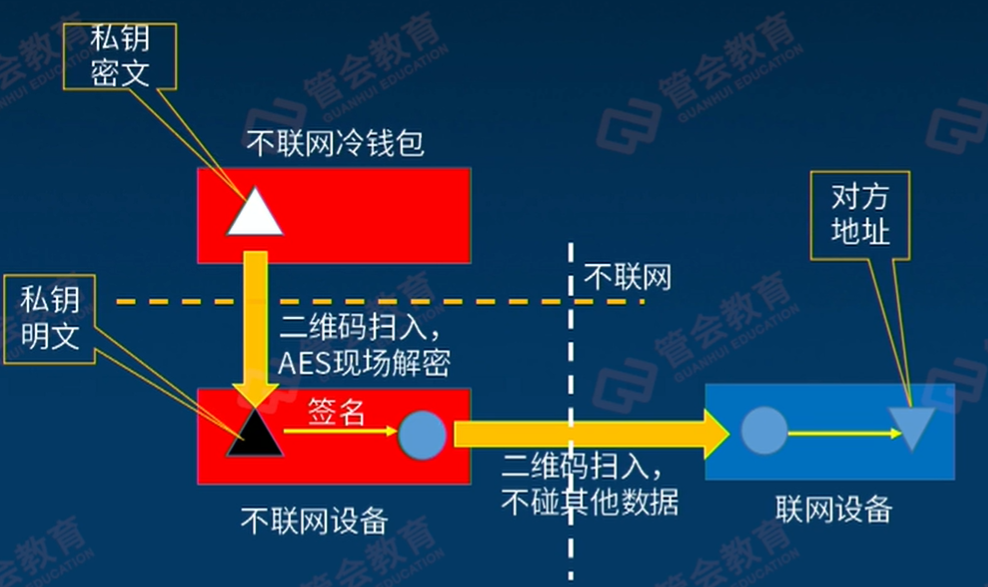 私钥
密文
不联网冷钱包
对方
地址
不联网
私钥
明文
二维码扫入，
AES现场解密
签名
二维码扫入，
不碰其他数据
不联网设备
联网设备
管会教育
GUANHUI EDUCATION